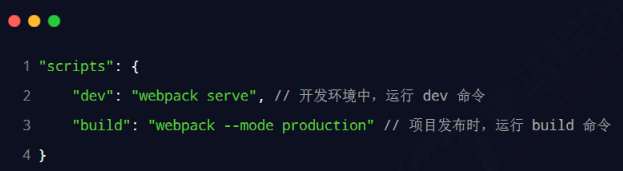 1 "scripts": {
2 "dev": "webpack serve", // 开发环境中，运行 dev 命令
3 "build": "webpack --mode production" // 项目发布时，运行 build 命令
4 }